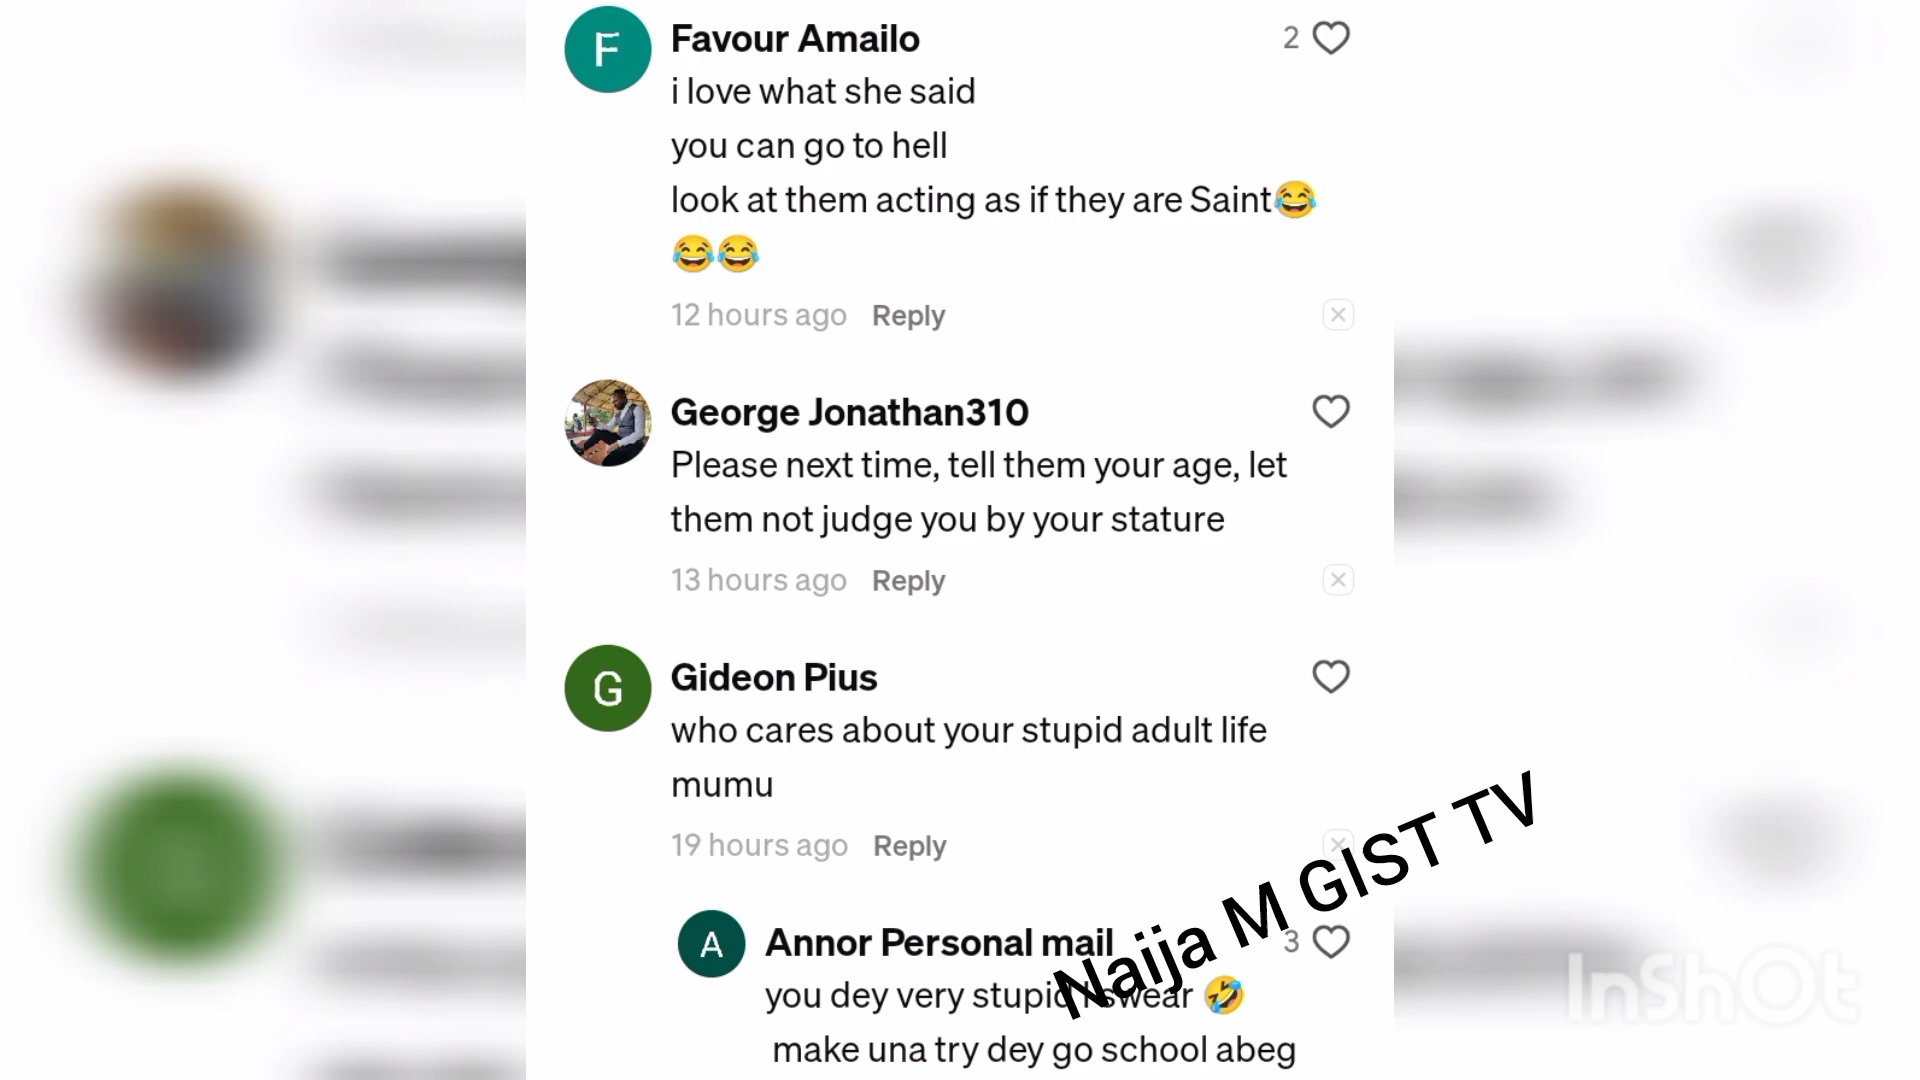 F
Favour Amailo
2
i love what she said
you can go to hell
look at them acting as if they are Saint😂
😂😂
12 hours ago Reply
George Jonathan310
Please next time, tell them your age, let
them not judge you by your stature
13 hours ago Reply
G
Gideon Pius
who cares about your stupid adult life
mumu
19 hours ago Reply
A
Annor Personal mail
3
you dey very stupid I swear 🤣
make una try dey go school abeg
Naija M GIST TV
InShOt